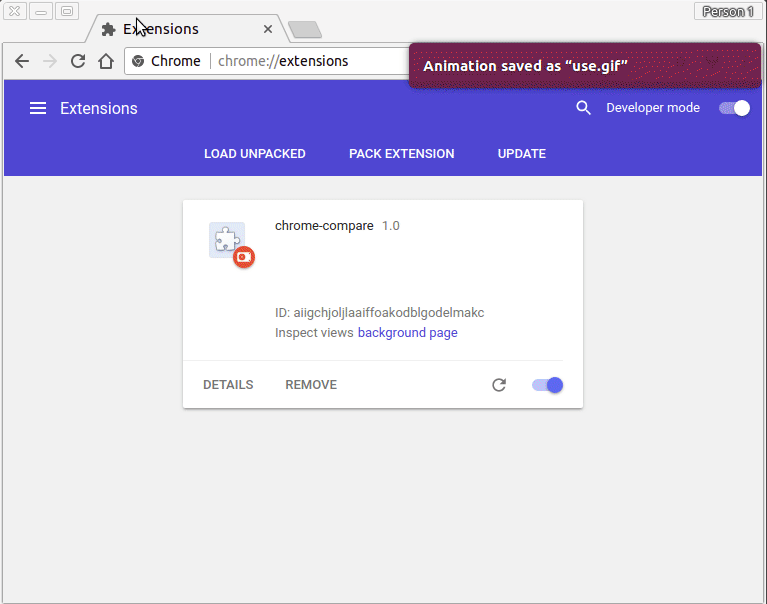 Person 1
Extensions
Chrome chrome://extensions
Animation saved as “use.gif”
Extensions
Developer mode
LOAD UNPACKED PACK EXTENSION UPDATE
chrome-compare 1.0
ID: aiigchjoljlaaiffoakodblgodelmakc
Inspect views background page
DETAILS REMOVE